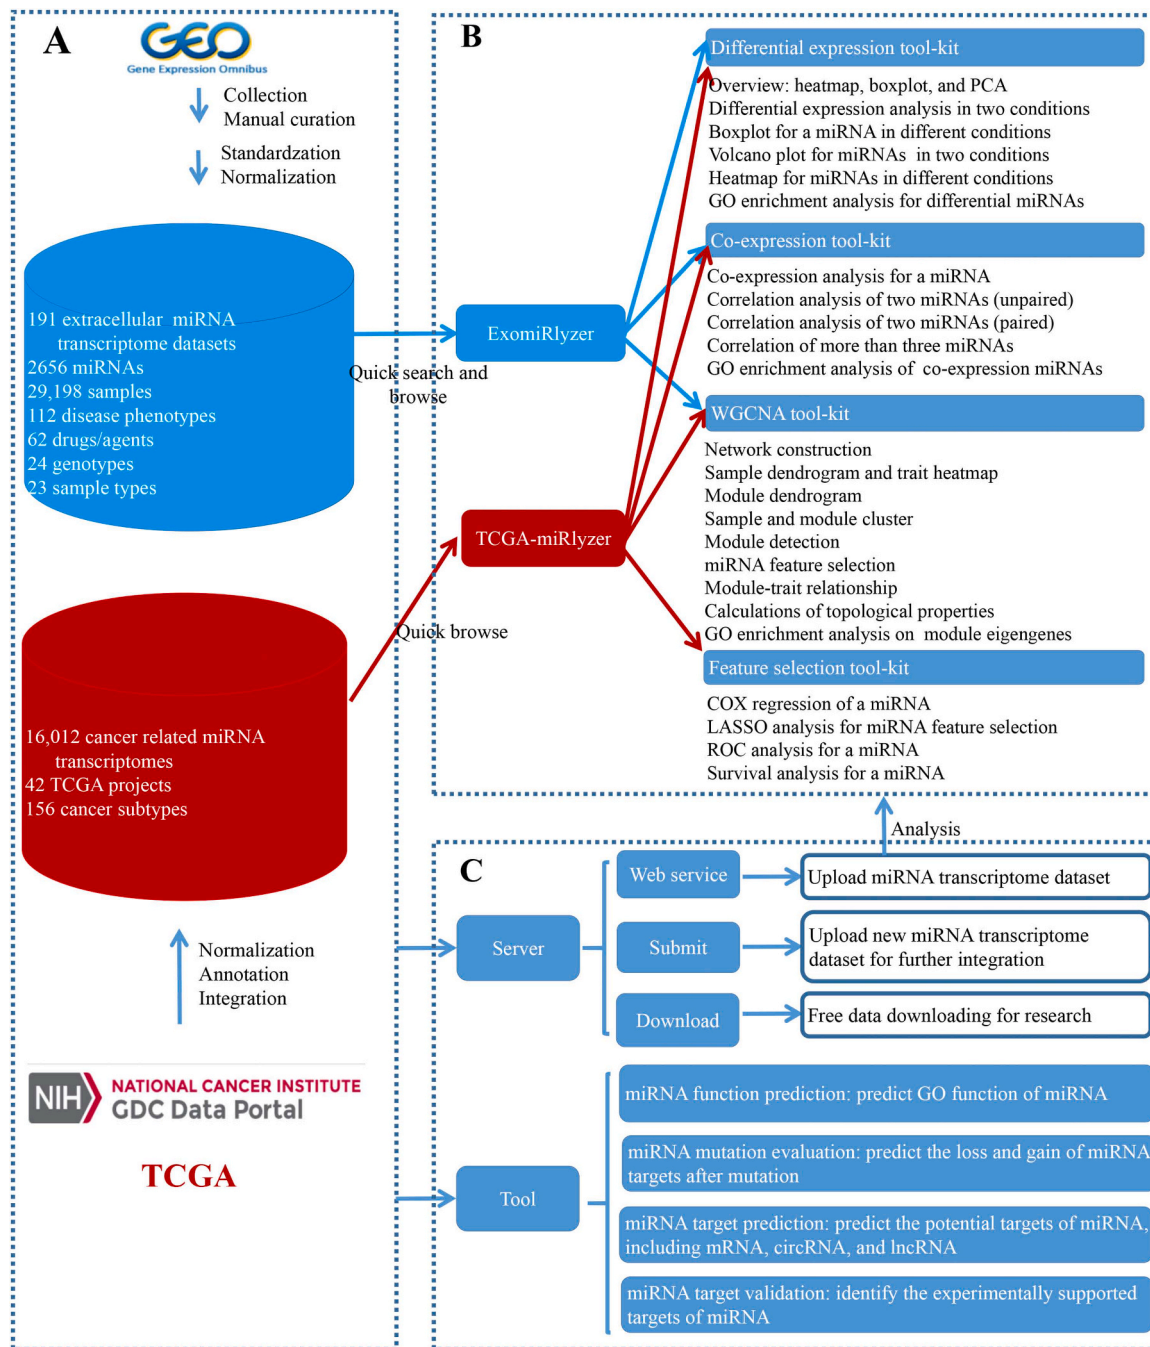 A
GEO
Gene Expression Omnibus
Collection
Manual curation
Standardzation
Normalization
191 extracellular miRNA
transcriptome datasets
2656 miRNAs
29,198 samples
112 disease phenotypes
62 drugs/agents
24 genotypes
23 sample types
16,012 cancer related miRNA
transcriptomes
42 TCGA projects
156 cancer subtypes
Normalization
Annotation
Integration
NIH
NATIONAL CANCER INSTITUTE
GDC Data Portal
TCGA
Quick search and
browse
Quick browse
B
ExomiRlyzer
TCGA-miRlyzer
Differential expression tool-kit
Overview: heatmap, boxplot, and PCA
Differential expression analysis in two conditions
Boxplot for a miRNA in different conditions
Volcano plot for miRNAs in two conditions
Heatmap for miRNAs in different conditions
GO enrichment analysis for differential miRNAs
Co-expression tool-kit
Co-expression analysis for a miRNA
Correlation analysis of two miRNAs (unpaired)
Correlation analysis of two miRNAs (paired)
Correlation of more than three miRNAs
GO enrichment analysis of co-expression miRNAs
WGCNA tool-kit
Network construction
Sample dendrogram and trait heatmap
Module dendrogram
Sample and module cluster
Module detection
miRNA feature selection
Module-trait relationship
Calculations of topological properties
GO enrichment analysis on module eigengenes
Feature selection tool-kit
COX regression of a miRNA
LASSO analysis for miRNA feature selection
ROC analysis for a miRNA
Survival analysis for a miRNA
Analysis
C
Server
Web service
Upload miRNA transcriptome dataset
Submit
Upload new miRNA transcriptome
dataset for further integration
Download
Free data downloading for research
Tool
miRNA function prediction: predict GO function of miRNA
miRNA mutation evaluation: predict the loss and gain of miRNA
targets after mutation
miRNA target prediction: predict the potential targets of miRNA,
including mRNA, circRNA, and lncRNA
miRNA target validation: identify the experimentally supported
targets of miRNA